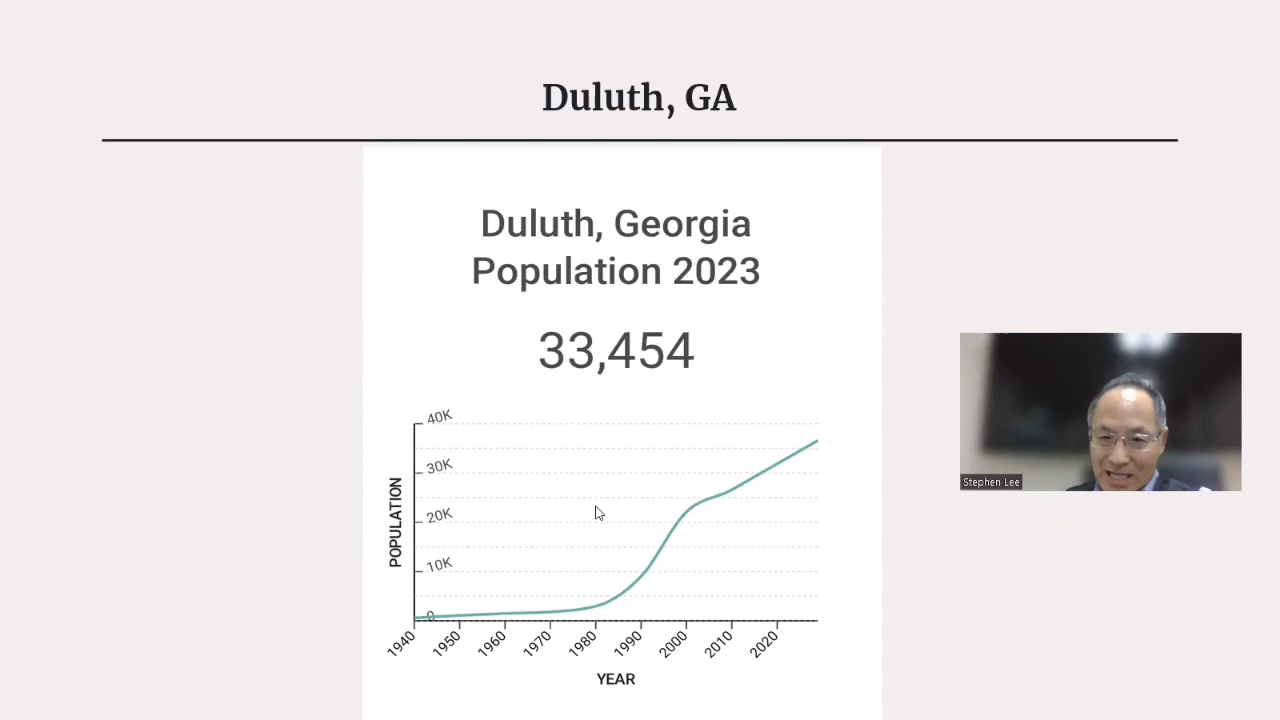 Duluth, GA
Duluth, Georgia
Population 2023
33,454
40K
30K
20K
10K
0
POPULATION
1940
1950
1960
1970
1980
1990
2000
2010
2020
YEAR
Stephen Lee